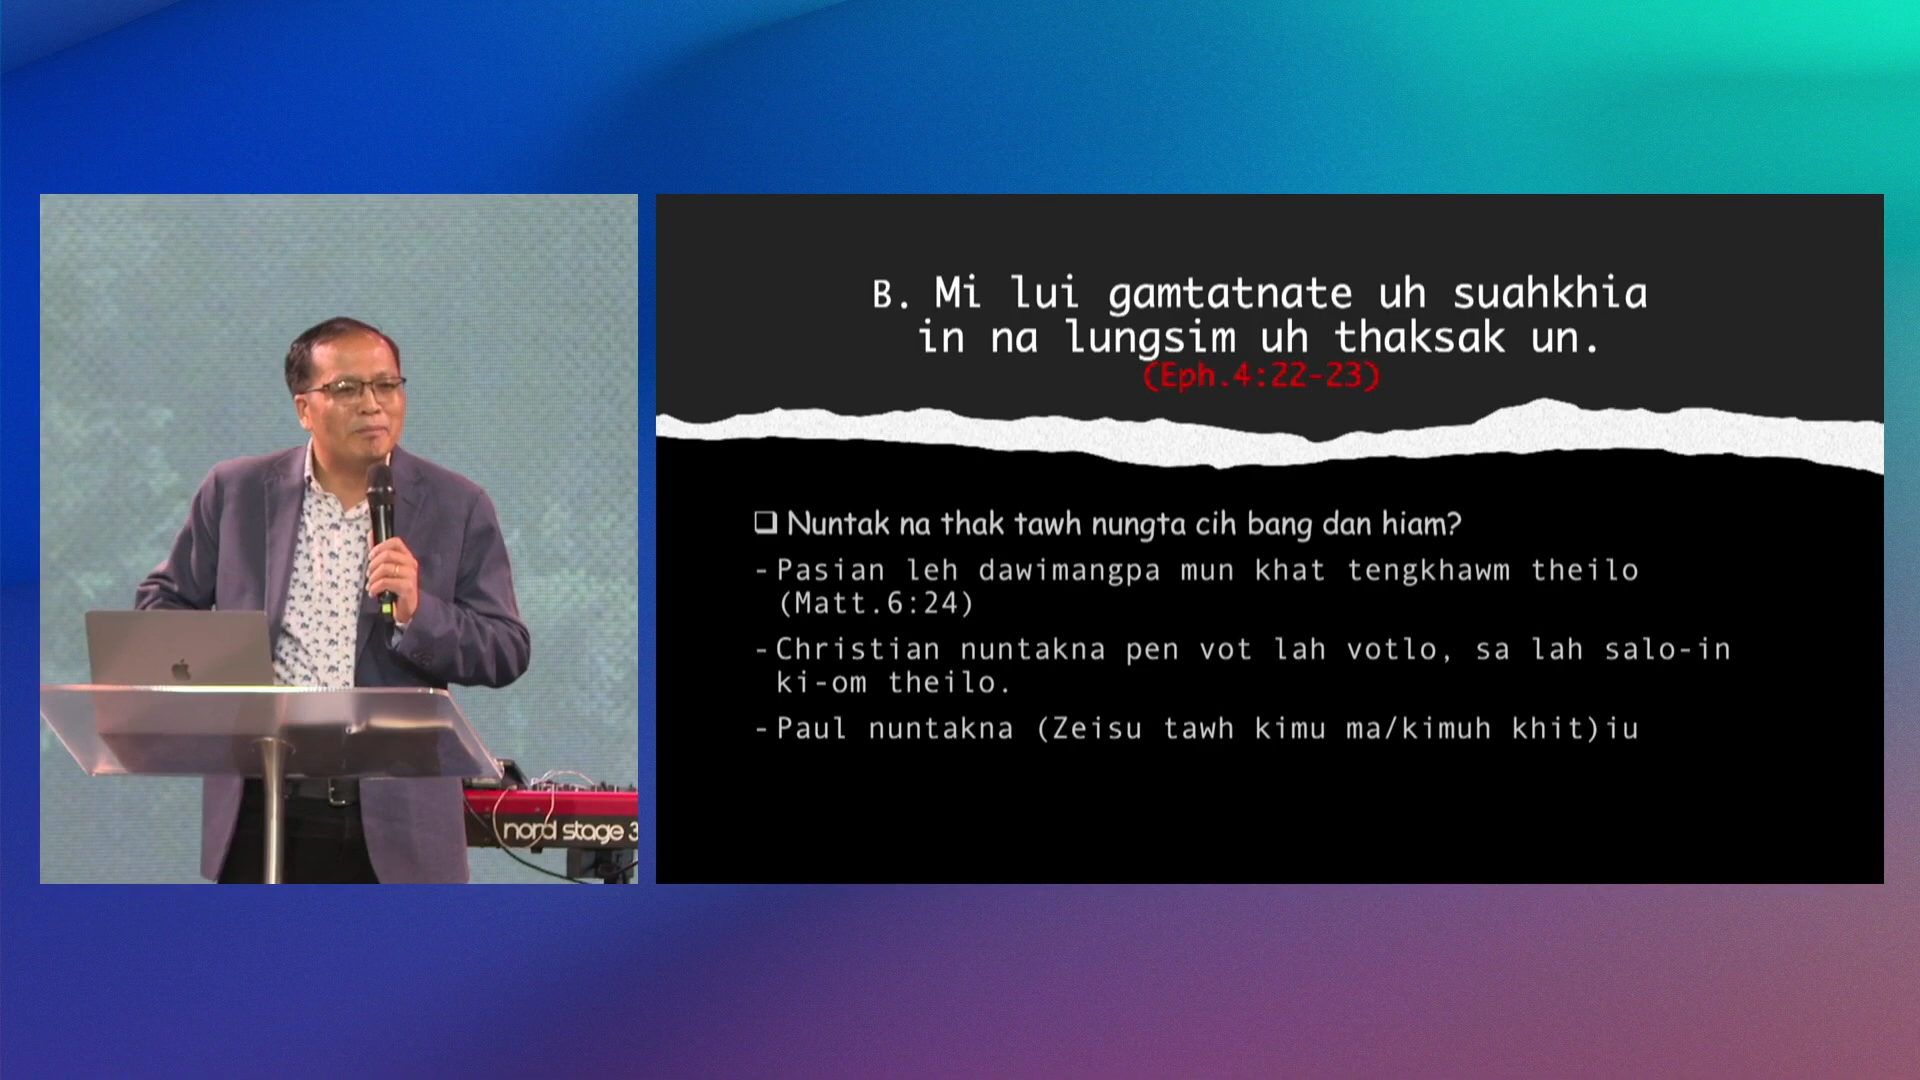 B. Mi lui gamtatnate uh suahkhia
in na lungsim uh thaksak un.
(Eph.4:22-23)
❑ Nuntak na thak tawh nungta cih bang dan hiam?
- Pasian leh dawimangpa mun khat tengkhawm theilo
(Matt.6:24)
- Christian nuntakna pen vot lah votlo, sa lah salo-in
ki-om theilo.
- Paul nuntakna (Zeisu tawh kimu ma/kimuh khit)iu
nord stage 3